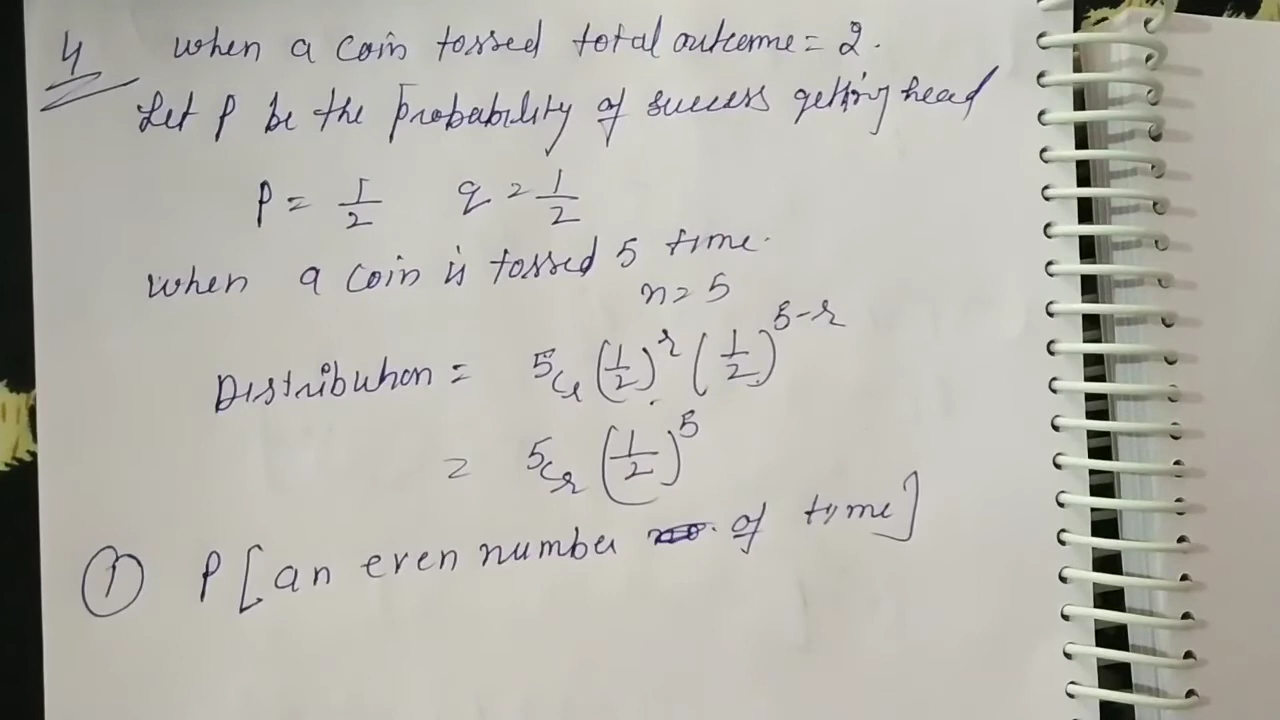 4 when a coin tossed total outcome = 2.
Let P be the probability of success getting head
P = 1/2 q = 1/2
when a coin is tossed 5 time.
n = 5
Distribution = 5Cr (1/2)^r (1/2)^5-r
= 5Cr (1/2)^5
① P [an even number of time]